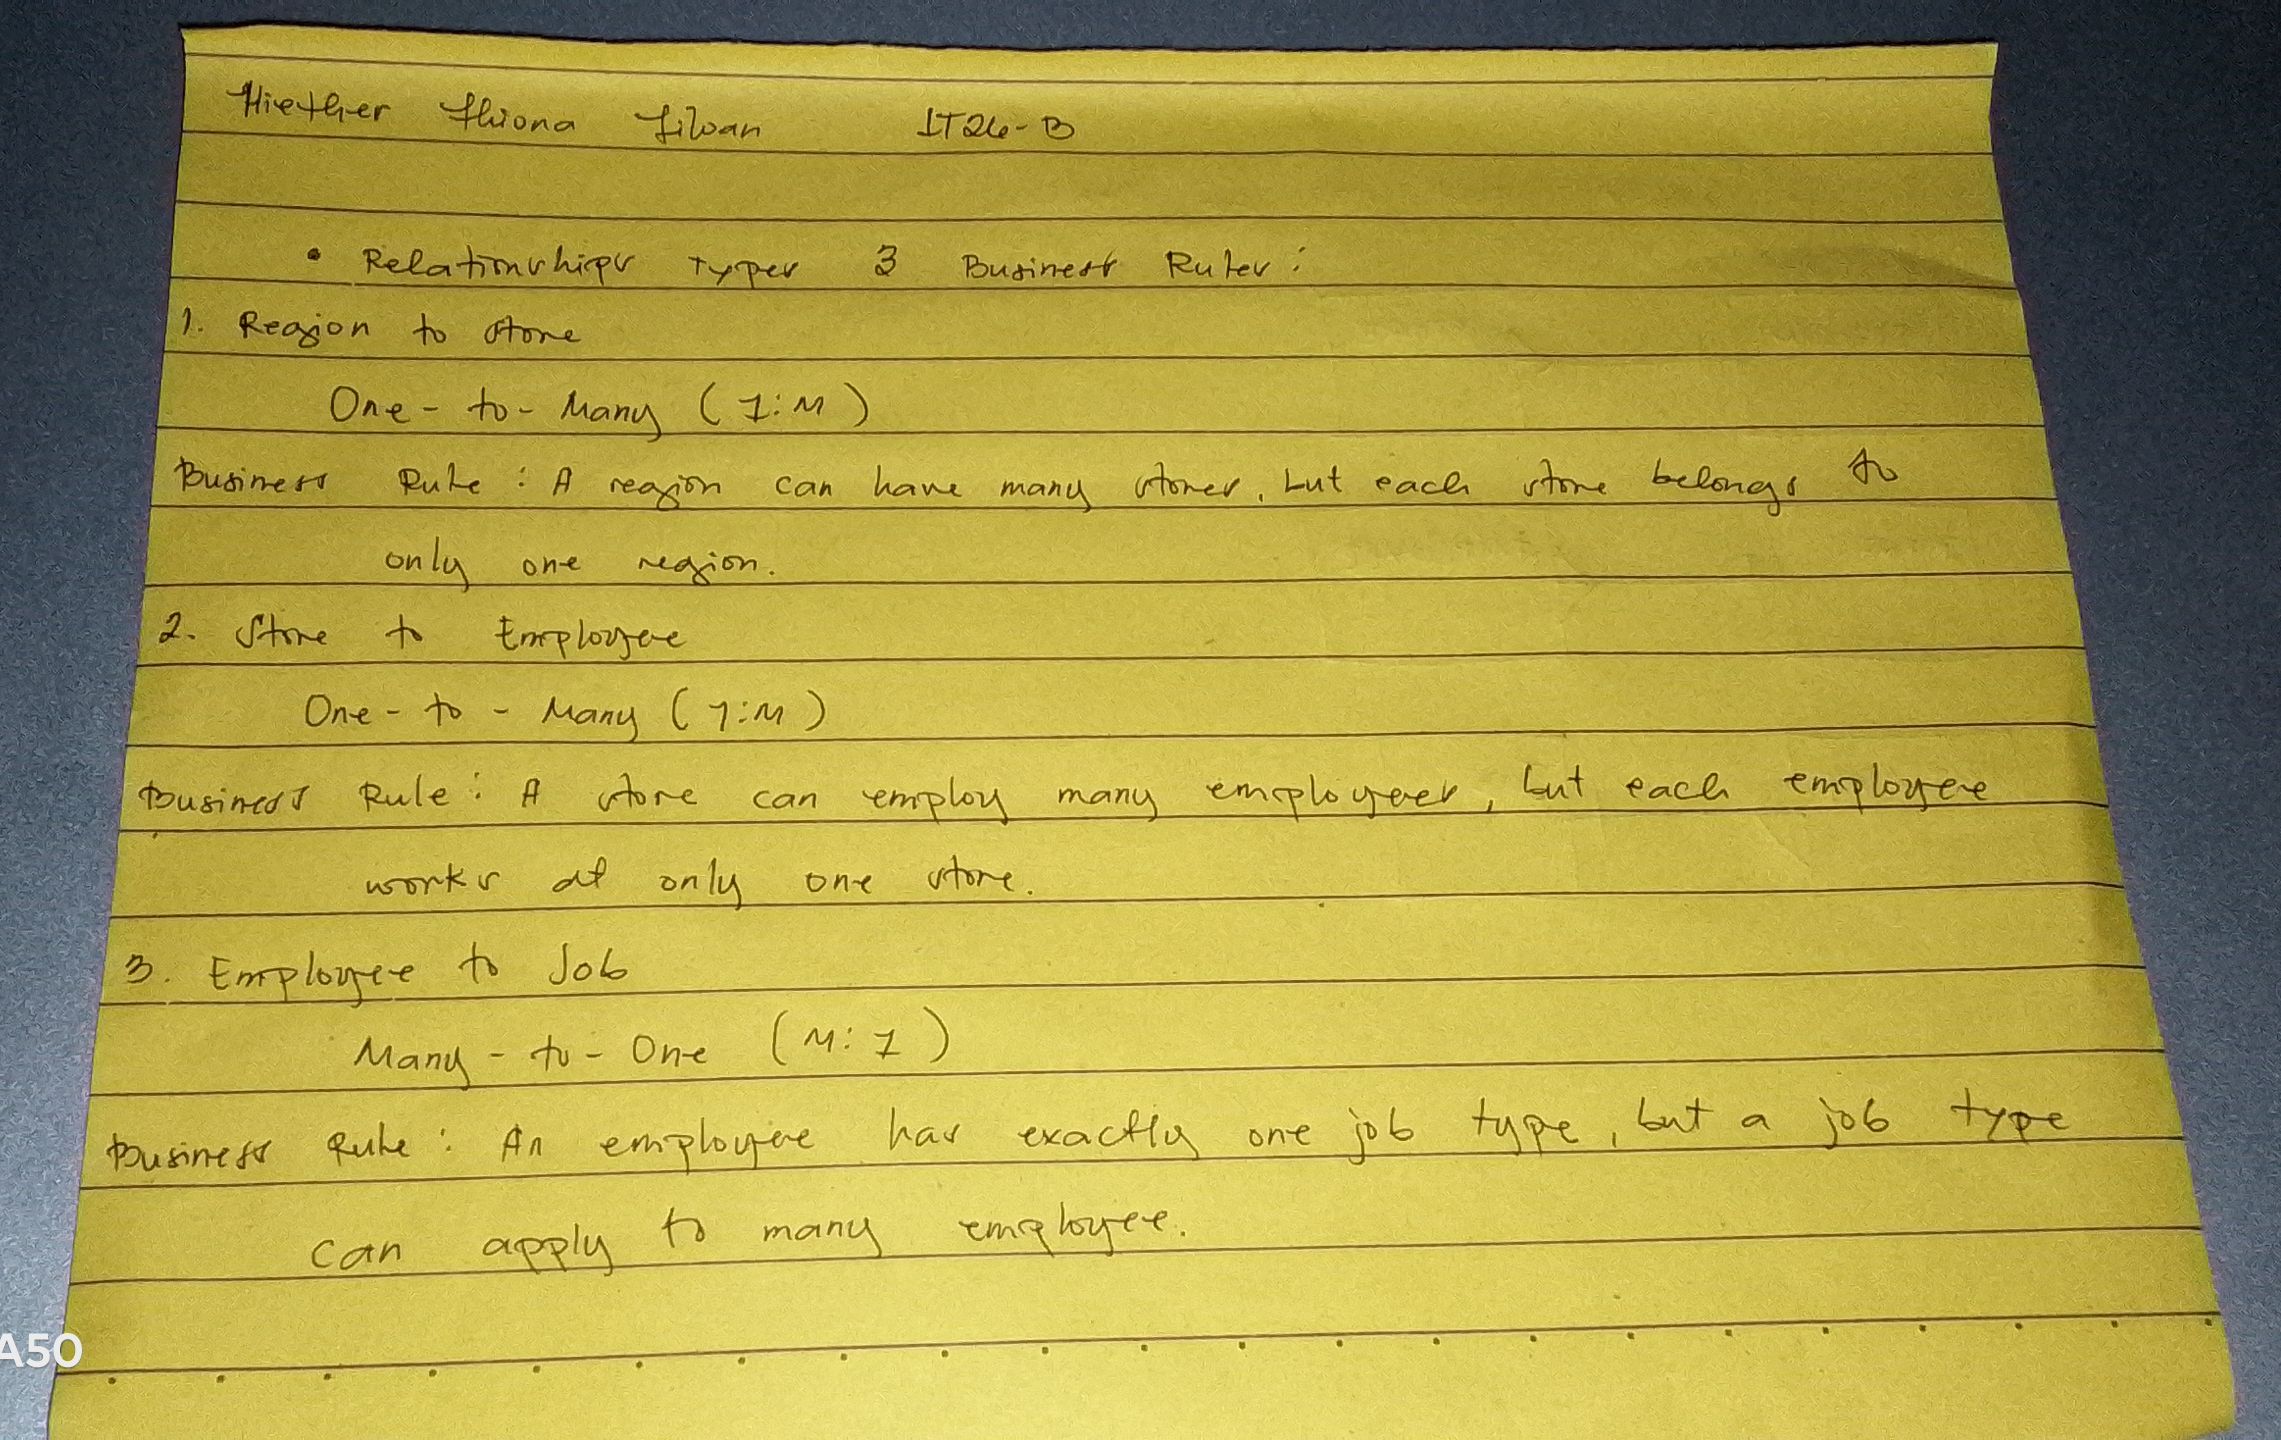 Hiether Shiona Silvan IT26-B
• Relationships Types 3 Business Rules:
1. Region to store
One-to-Many (1:M)
Business Rule: A region can have many stores, but each store belongs to
only one region.
2. Store to Employee
One-to-Many (1:M)
Business Rule: A store can employ many employees, but each employee
works at only one store.
3. Employee to Job
Many-to-One (M:1)
Business Rule: An employee has exactly one job type, but a job type
can apply to many employee.
A50